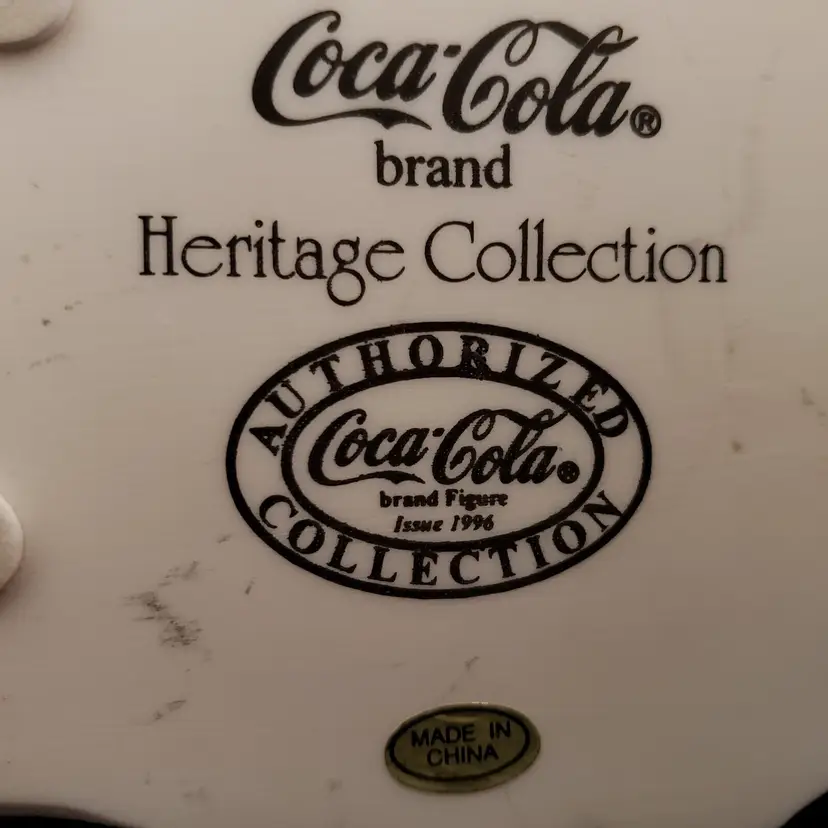 Coca-Cola®
brand
Heritage Collection
AUTHORIZED
Coca-Cola®
brand Figure
Issue 1996
COLLECTION
MADE IN
CHINA